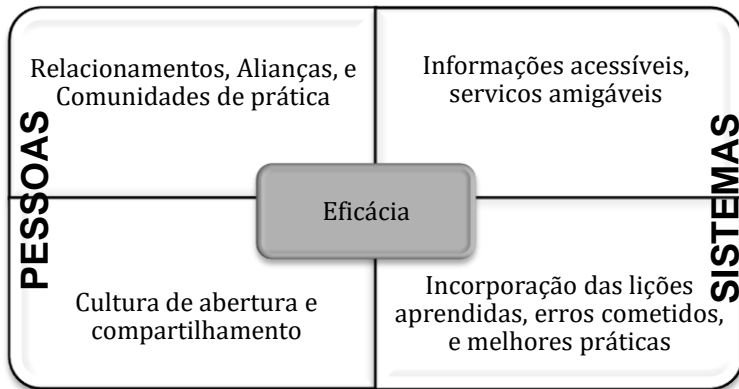 Relacionamentos, Alianças, e
Comunidades de prática
Informações acessíveis,
servicos amigáveis
PESSOAS
SISTEMAS
Eficácia
Cultura de abertura e
compartilhamento
Incorporação das lições
aprendidas, erros cometidos,
e melhores práticas